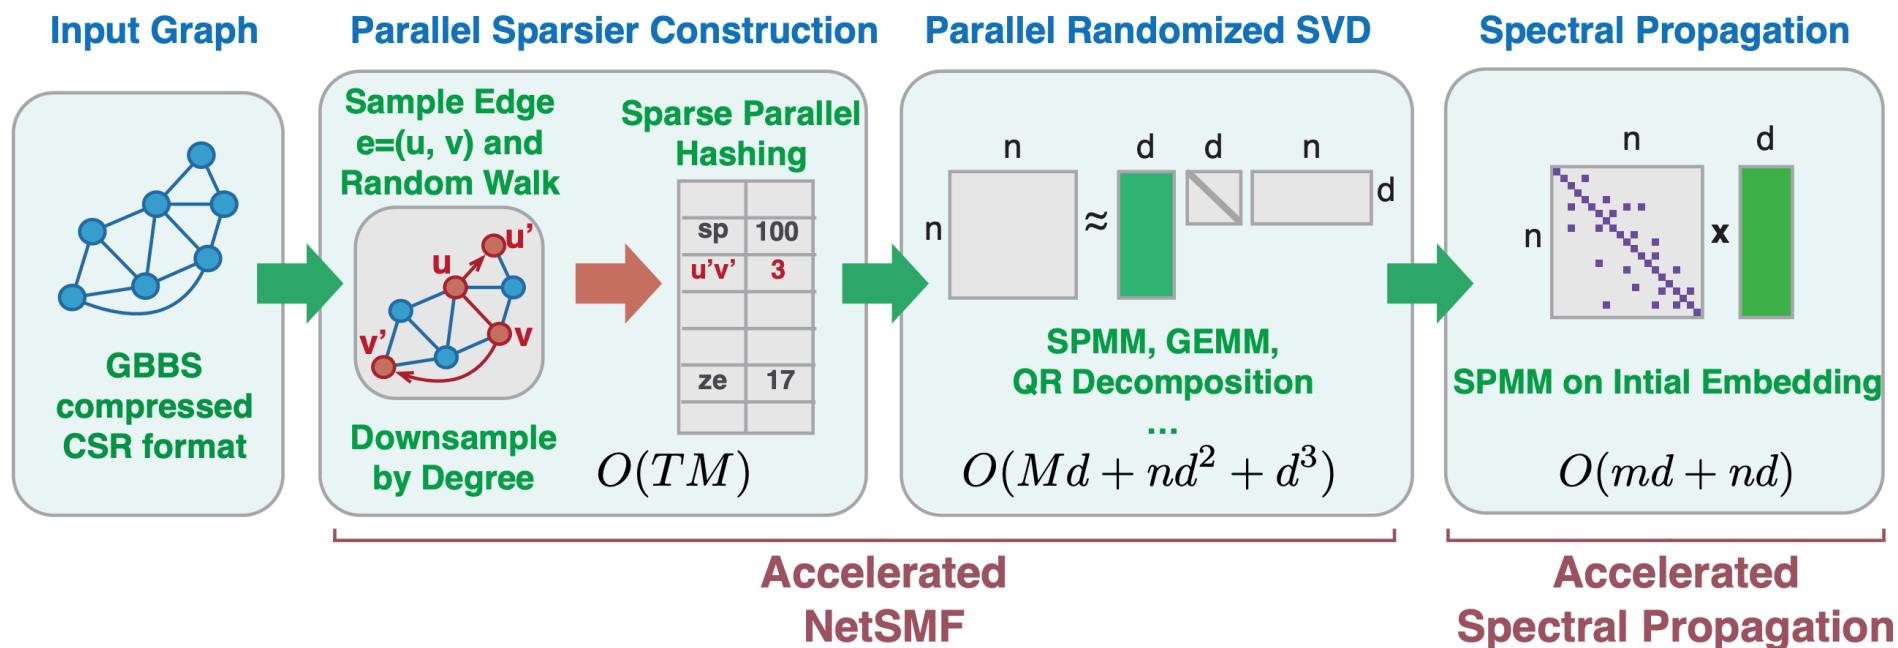 Input Graph
GBBS
compressed
CSR format
Parallel Sparsier Construction
Sample Edge
e=(u, v) and
Random Walk
u'
u
v
v'
Downsample
by Degree
Sparse Parallel
Hashing
sp 100
u'v' 3
ze 17
O(TM)
Parallel Randomized SVD
n d d n
n ≈ d
SPMM, GEMM,
QR Decomposition
...
O(Md + nd² + d³)
Spectral Propagation
n d
n x
SPMM on Intial Embedding
O(md + nd)
Accelerated
NetSMF
Accelerated
Spectral Propagation